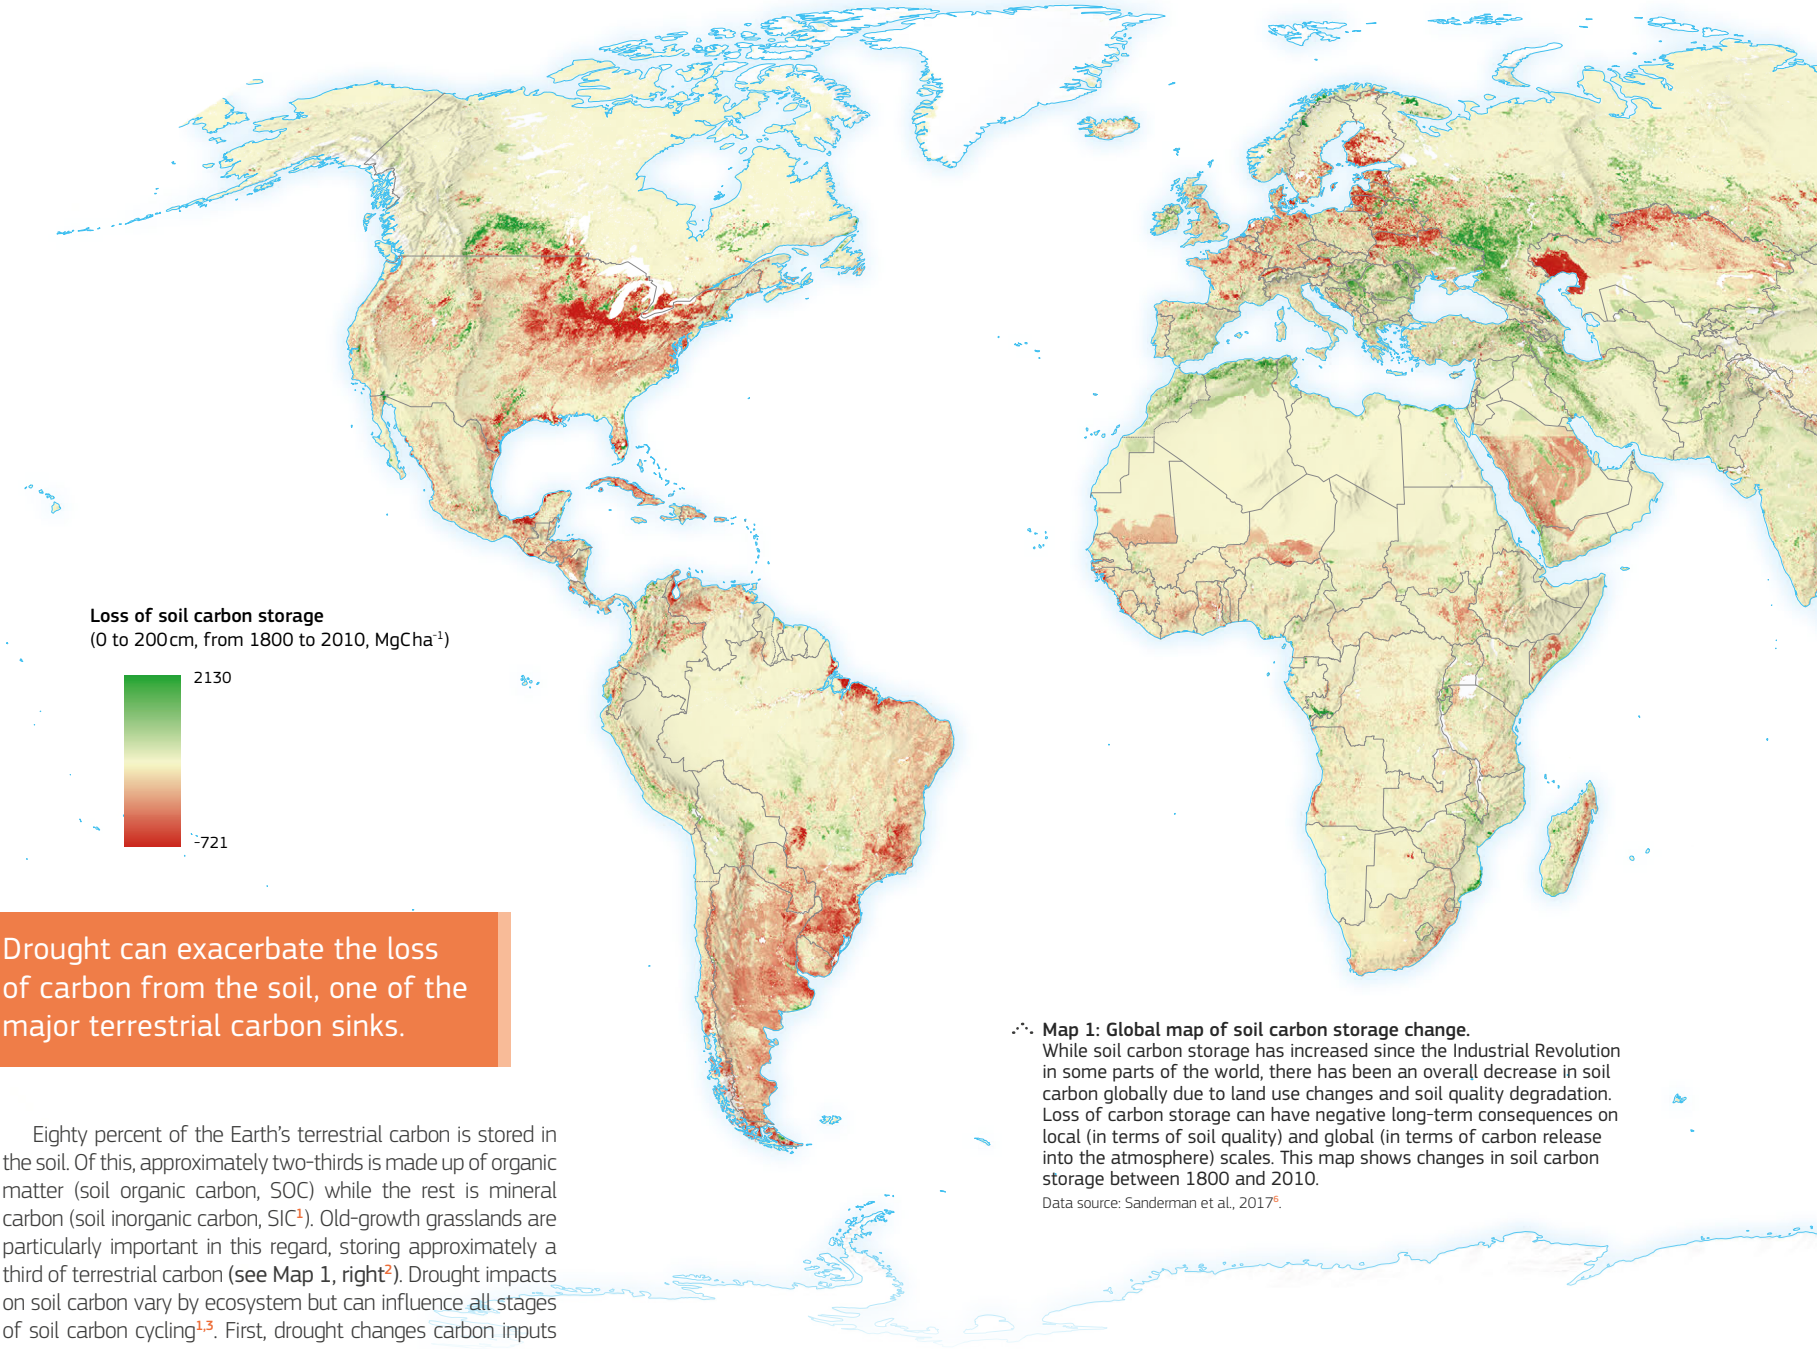 Loss of soil carbon storage
(0 to 200cm, from 1800 to 2010, MgCha⁻¹)
2130
-721
Drought can exacerbate the loss
of carbon from the soil, one of the
major terrestrial carbon sinks.
Eighty percent of the Earth's terrestrial carbon is stored in
the soil. Of this, approximately two-thirds is made up of organic
matter (soil organic carbon, SOC) while the rest is mineral
carbon (soil inorganic carbon, SIC¹). Old-growth grasslands are
particularly important in this regard, storing approximately a
third of terrestrial carbon (see Map 1, right²). Drought impacts
on soil carbon vary by ecosystem but can influence all stages
of soil carbon cycling¹,³. First, drought changes carbon inputs
Map 1: Global map of soil carbon storage change.
While soil carbon storage has increased since the Industrial Revolution
in some parts of the world, there has been an overall decrease in soil
carbon globally due to land use changes and soil quality degradation.
Loss of carbon storage can have negative long-term consequences on
local (in terms of soil quality) and global (in terms of carbon release
into the atmosphere) scales. This map shows changes in soil carbon
storage between 1800 and 2010.
Data source: Sanderman et al., 2017⁶.